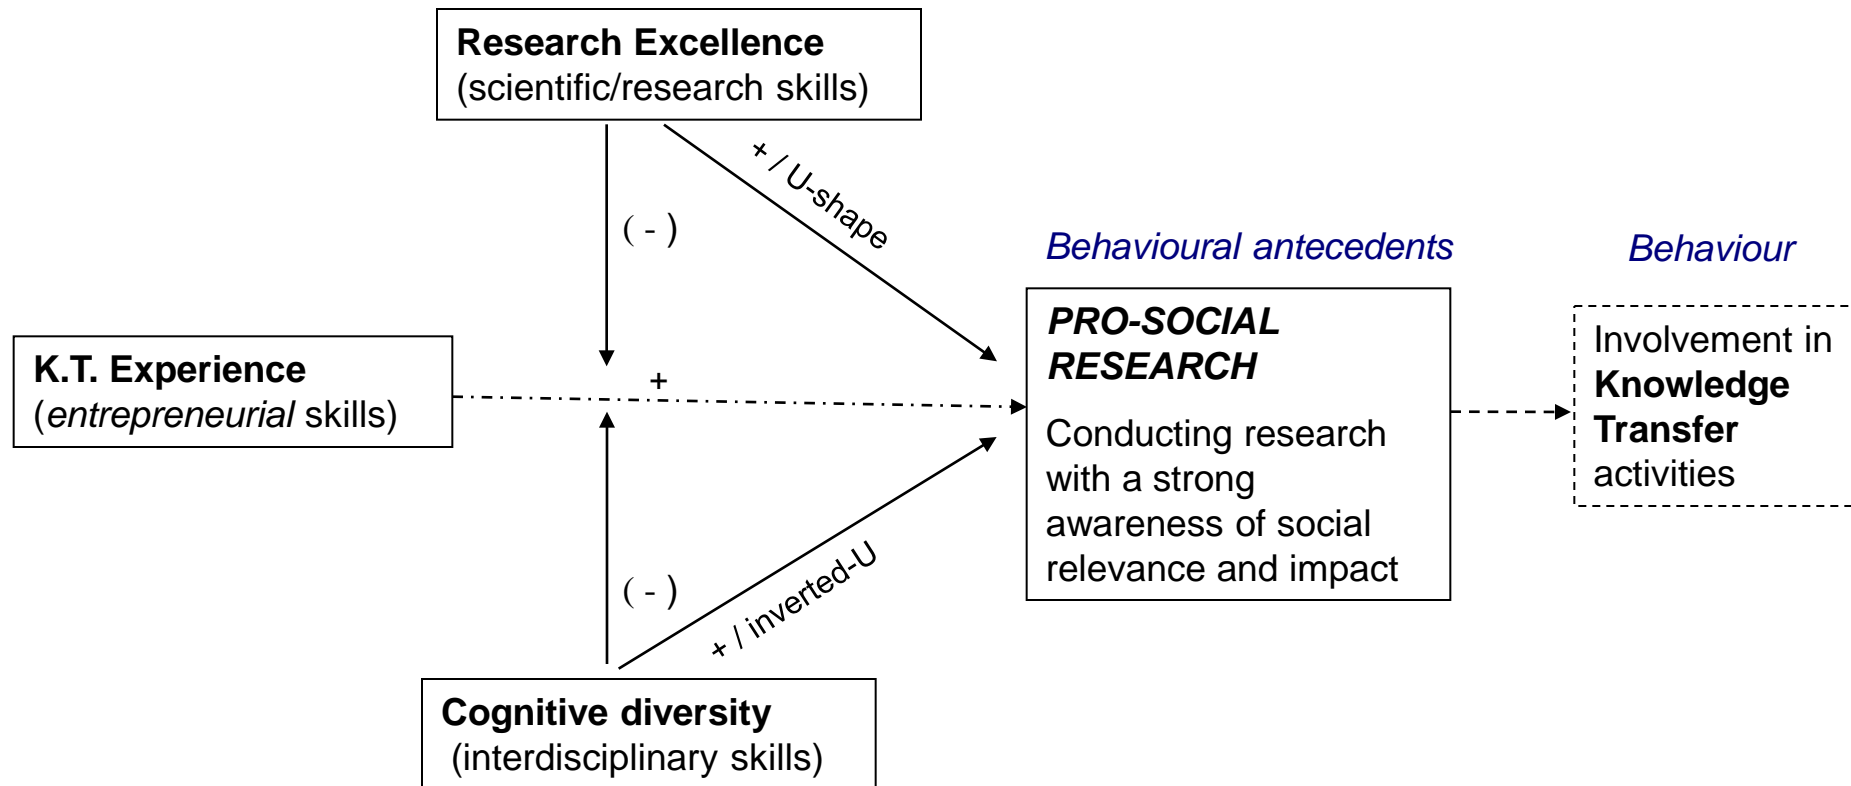 Research Excellence
(scientific/research skills)
+ / U-shape
( - )
Behavioural antecedents
Behaviour
K.T. Experience
(entrepreneurial skills)
+
PRO-SOCIAL
RESEARCH
Conducting research
with a strong
awareness of social
relevance and impact
Involvement in
Knowledge
Transfer
activities
( - )
+ / inverted-U
Cognitive diversity
(interdisciplinary skills)